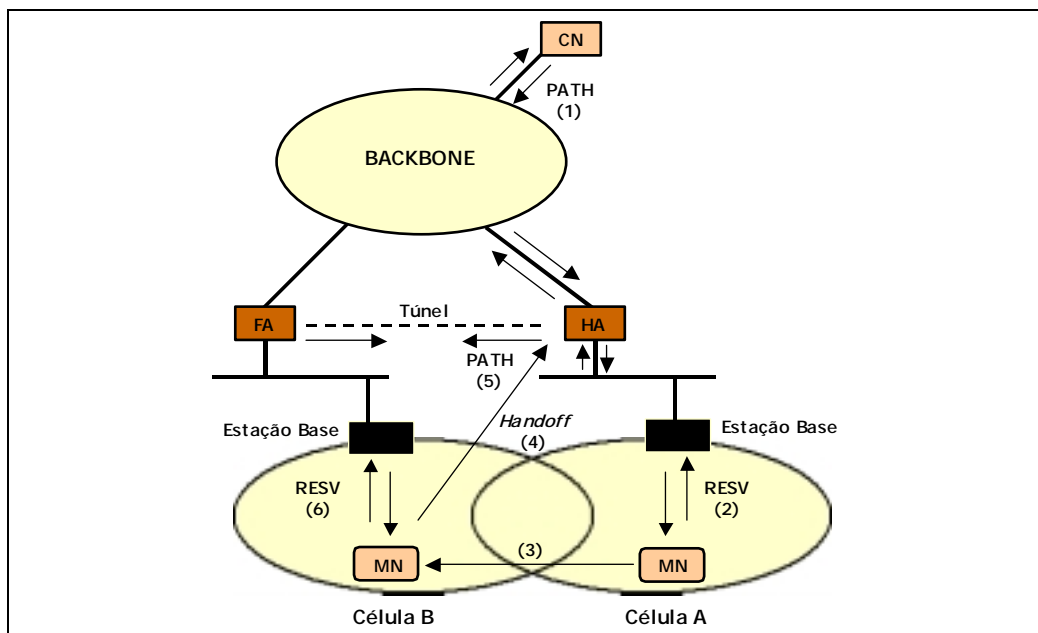 CN
PATH
(1)
BACKBONE
Túnel
FA
HA
PATH
(5)
Handoff
(4)
Estação Base
Estação Base
RESV
(6)
RESV
(2)
(3)
MN
MN
Célula B
Célula A